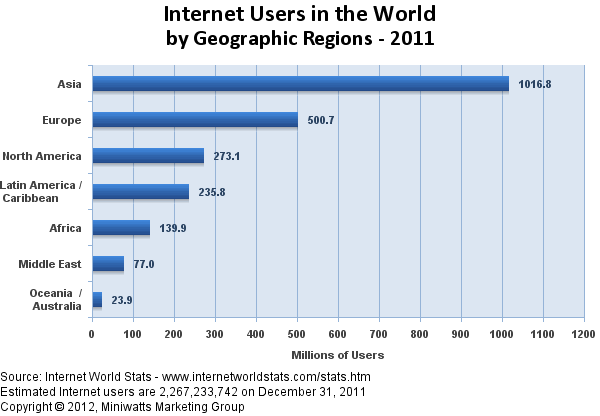 Internet Users in the World
by Geographic Regions - 2011
Asia
1016.8
Europe
500.7
North America
273.1
Latin America /
Caribbean
235.8
Africa
139.9
Middle East
77.0
Oceania /
Australia
23.9
0 100 200 300 400 500 600 700 800 900 1000 1100 1200
Millions of Users
Source: Internet World Stats - www.internetworldstats.com/stats.htm
Estimated Internet users are 2,267,233,742 on December 31, 2011
Copyright © 2012, Miniwatts Marketing Group